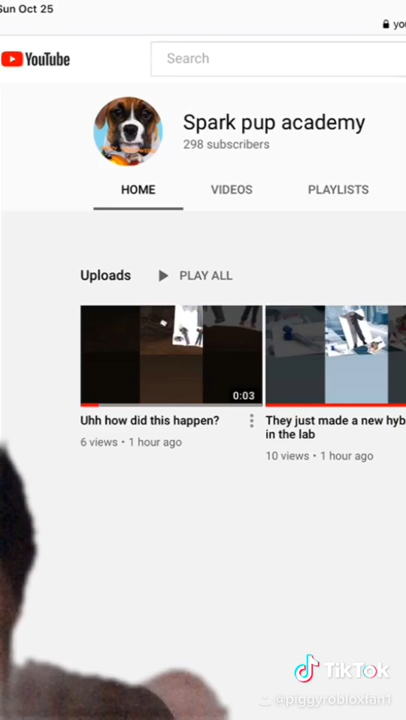 Sun Oct 25
yo
YouTube
Search
Spark pup academy
298 subscribers
HOME VIDEOS PLAYLISTS
Uploads PLAY ALL
0:03
Uhh how did this happen?
6 views • 1 hour ago
They just made a new hyb
in the lab
10 views • 1 hour ago
TikTok
@piggyrobloxfan1